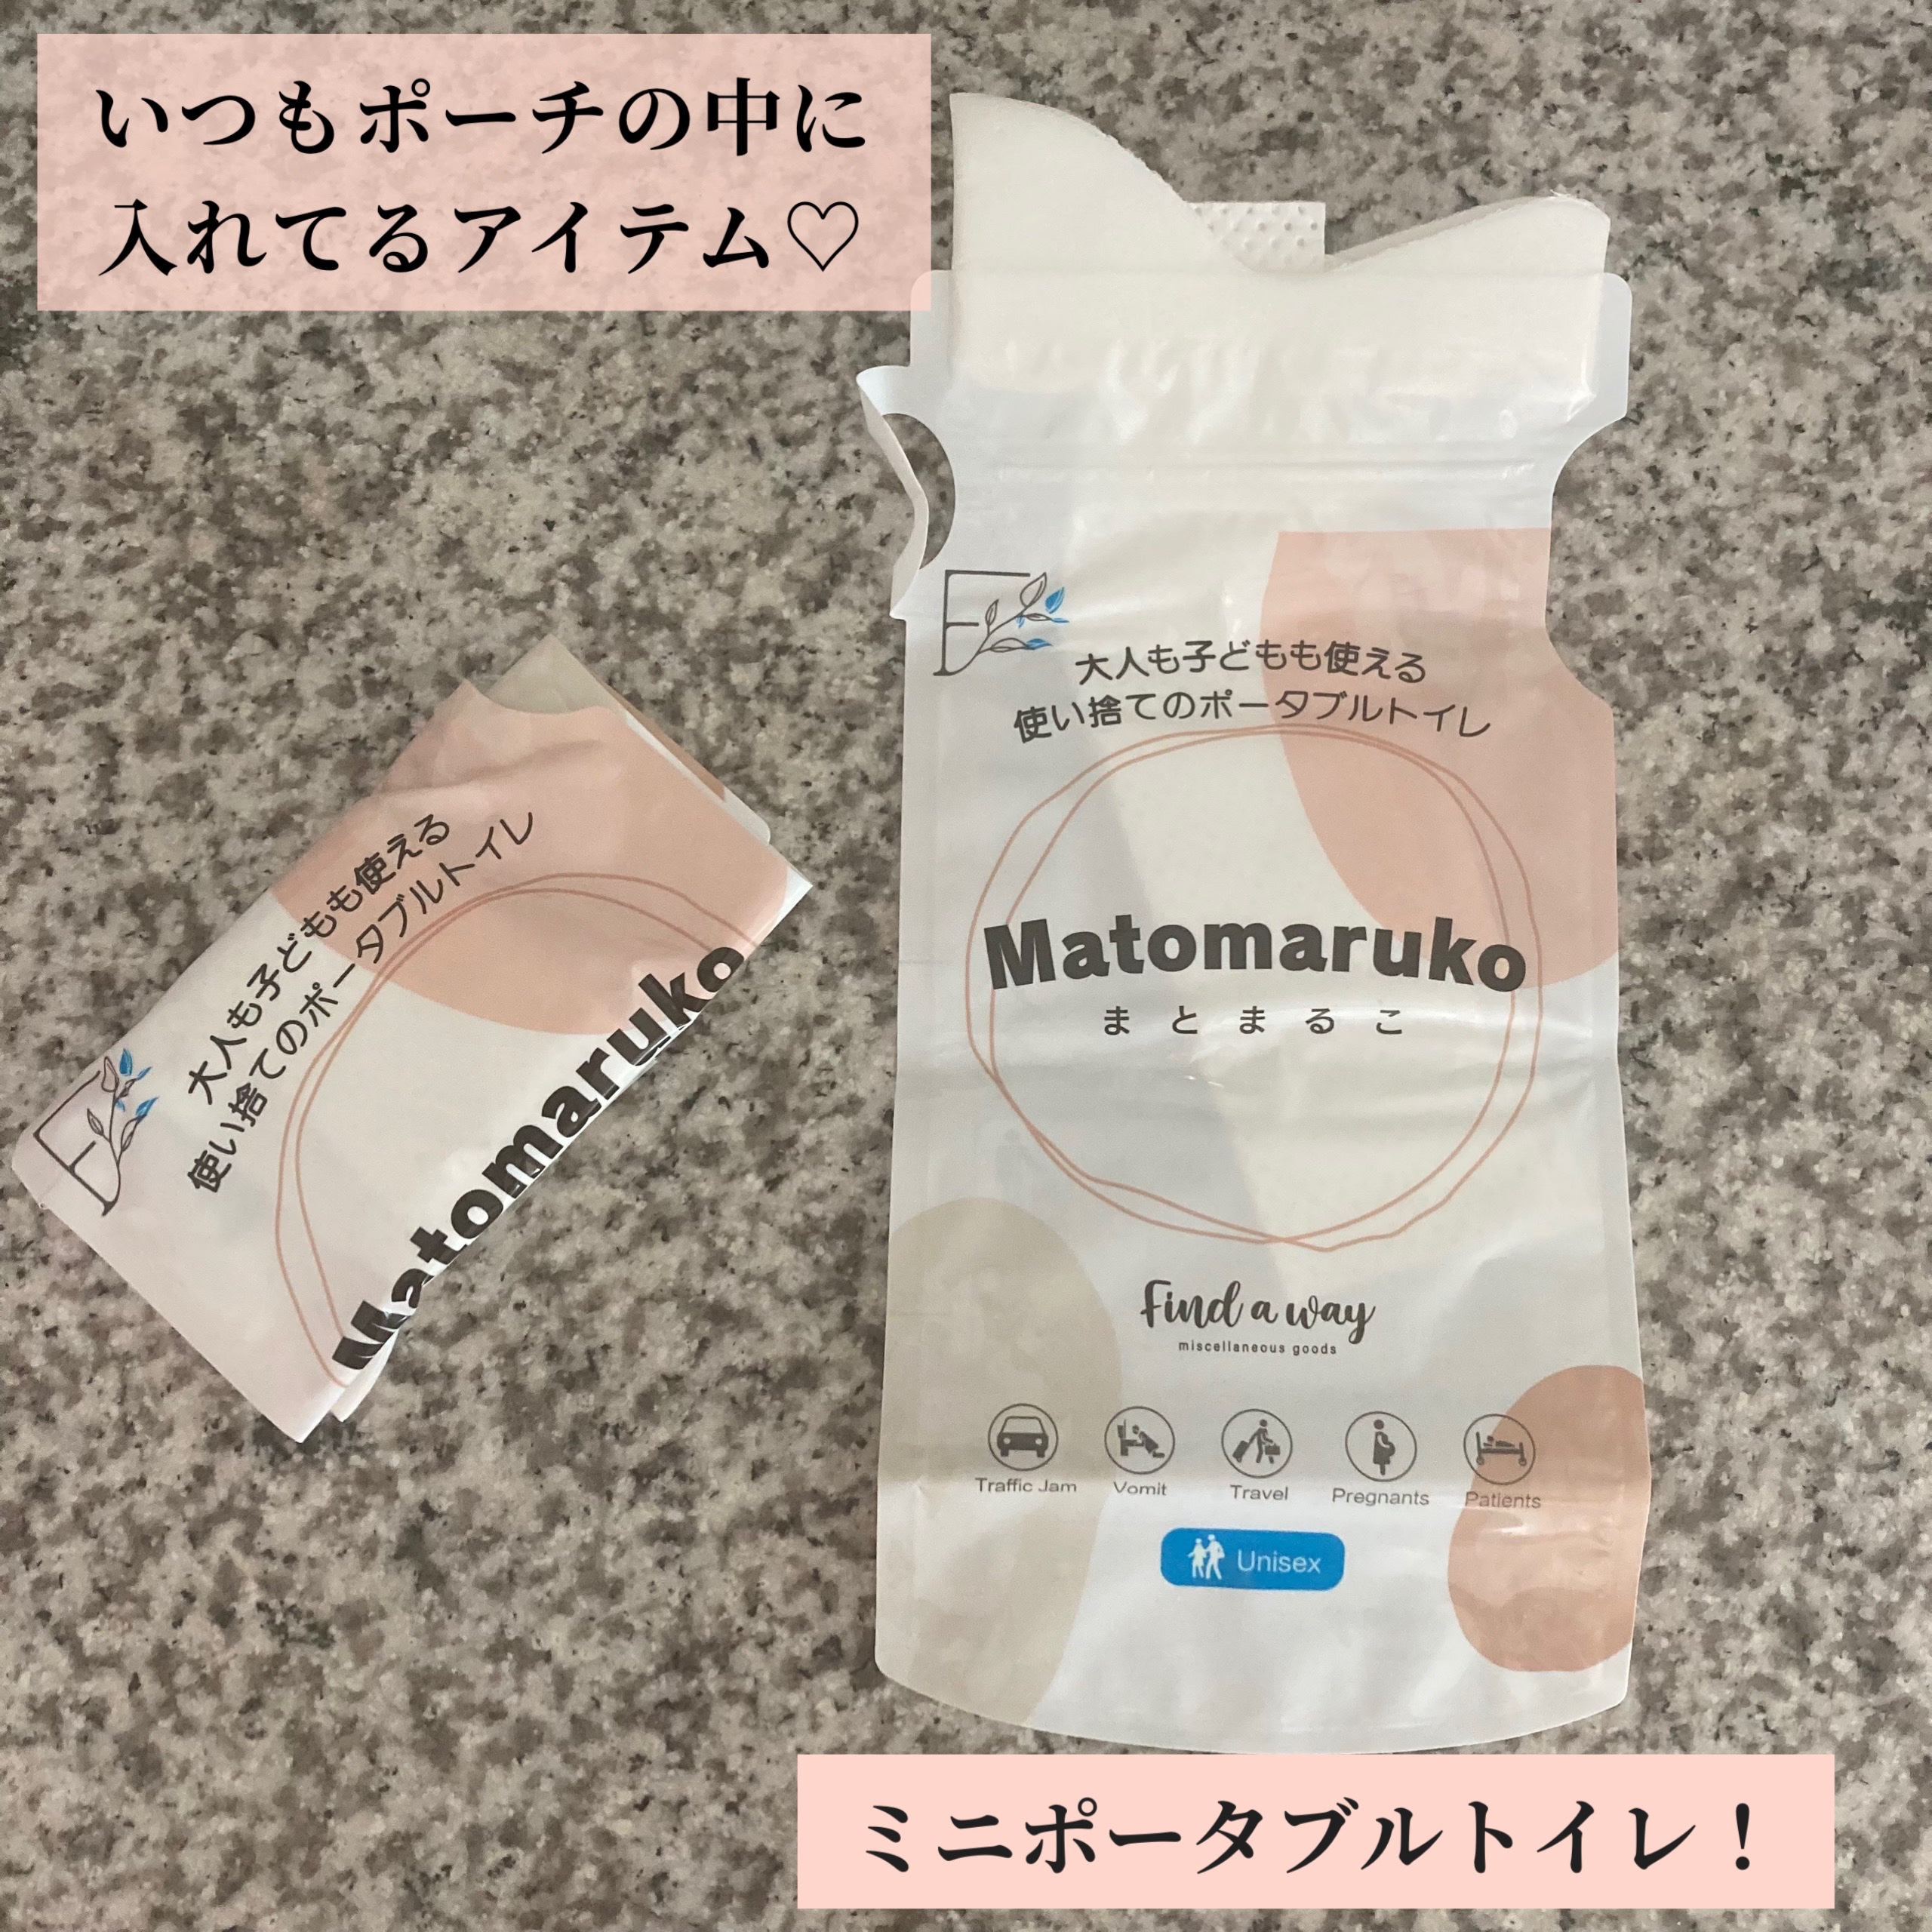 いつもポーチの中に
入れてるアイテム♡
大人も子どもも使える
使い捨てのポータブルトイレ
Matomaruko
まとまるこ
Find a way
miscellaneous goods
Traffic Jam
Vomit
Travel
Pregnants
Patients
Unisex
大人も子どもも使える
使い捨てのポータブルトイレ
Matomaruko
ミニポータブルトイレ！